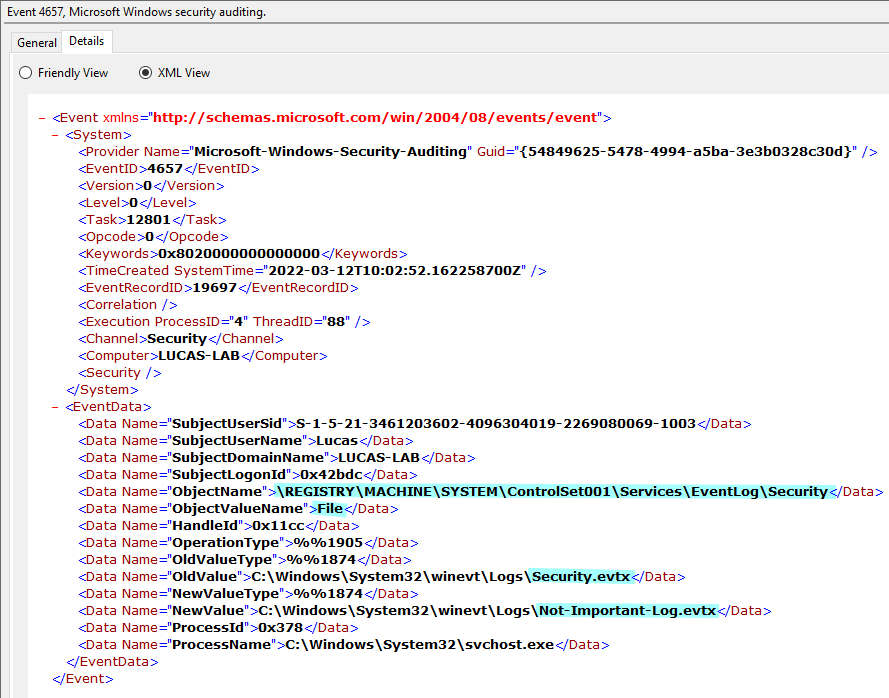 Event 4657, Microsoft Windows security auditing.
General Details
Friendly View XML View
- <Event xmlns="http://schemas.microsoft.com/win/2004/08/events/event">
- <System>
<Provider Name="Microsoft-Windows-Security-Auditing" Guid="{54849625-5478-4994-a5ba-3e3b0328c30d}" />
<EventID>4657</EventID>
<Version>0</Version>
<Level>0</Level>
<Task>12801</Task>
<Opcode>0</Opcode>
<Keywords>0x8020000000000000</Keywords>
<TimeCreated SystemTime="2022-03-12T10:02:52.162258700Z" />
<EventRecordID>19697</EventRecordID>
<Correlation />
<Execution ProcessID="4" ThreadID="88" />
<Channel>Security</Channel>
<Computer>LUCAS-LAB</Computer>
<Security />
</System>
- <EventData>
<Data Name="SubjectUserSid">S-1-5-21-3461203602-4096304019-2269080069-1003</Data>
<Data Name="SubjectUserName">Lucas</Data>
<Data Name="SubjectDomainName">LUCAS-LAB</Data>
<Data Name="SubjectLogonId">0x42bdc</Data>
<Data Name="ObjectName">\REGISTRY\MACHINE\SYSTEM\ControlSet001\Services\EventLog\Security</Data>
<Data Name="ObjectValueName">File</Data>
<Data Name="HandleId">0x11cc</Data>
<Data Name="OperationType">%%1905</Data>
<Data Name="OldValueType">%%1874</Data>
<Data Name="OldValue">C:\Windows\System32\winevt\Logs\Security.evtx</Data>
<Data Name="NewValueType">%%1874</Data>
<Data Name="NewValue">C:\Windows\System32\winevt\Logs\Not-Important-Log.evtx</Data>
<Data Name="ProcessId">0x378</Data>
<Data Name="ProcessName">C:\Windows\System32\svchost.exe</Data>
</EventData>
</Event>